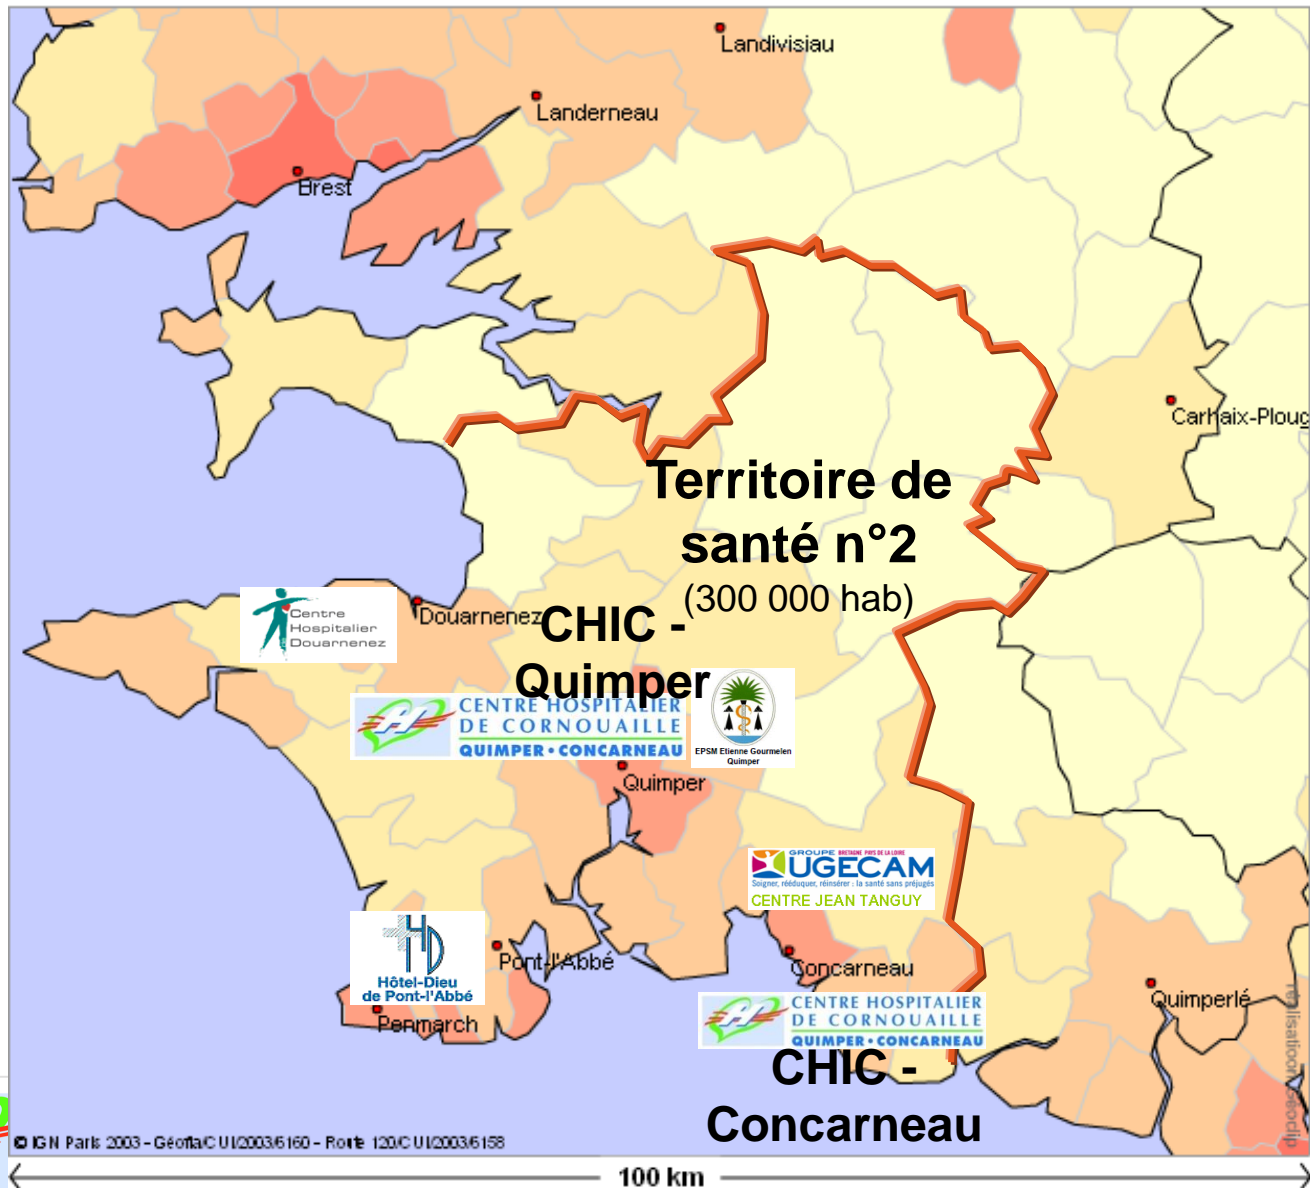 Landivisiau
Landerneau
Brest
Carhaix-Ploug
Territoire de
santé n°2
(300 000 hab)
Centre
Hospitalier
Douarnenez
Douarnenez
CHIC -
Quimper
CENTRE HOSPITALIER
DE CORNOUAILLE
QUIMPER • CONCARNEAU
EPSM Etienne Gourmelen
Quimper
Quimper
GROUPE BRETAGNE PAYS DE LA LOIRE
UGECAM
Soigner, rééduquer, réinsérer : la santé sans préjugés
CENTRE JEAN TANGUY
HD
Hôtel-Dieu
de Pont-l'Abbé
Pont-l'Abbé
Concarneau
Quimperlé
Penmarch
CENTRE HOSPITALIER
DE CORNOUAILLE
QUIMPER • CONCARNEAU
CHIC -
Concarneau
© IGN Paris 2003 - Géofla/C UI/2003/6160 - Route 120/C UI/2003/6158
100 km